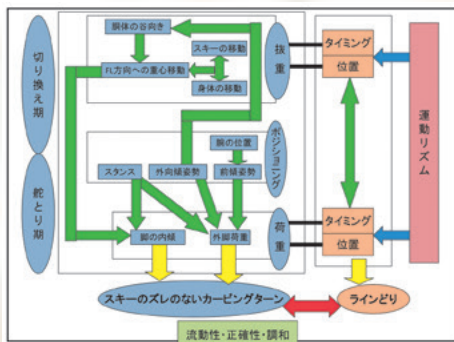 胴体の谷向き
スキーの移動
FL方向への重心移動
身体の移動
切り換え期
抜重
タイミング
位置
運動リズム
腕の位置
ポジショニング
スタンス
外向傾姿勢
前傾姿勢
舵とり期
脚の内傾
外脚荷重
荷重
タイミング
位置
スキーのズレのないカービングターン
ラインどり
流動性・正確性・調和